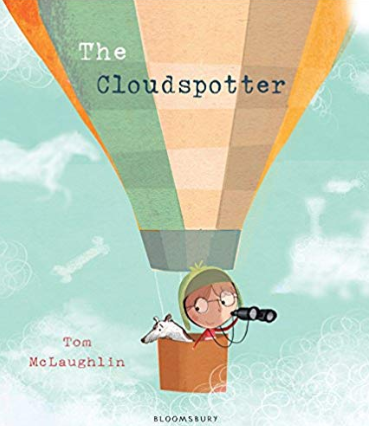 The
Cloudspotter
Tom
McLaughlin
BLOOMSBURY